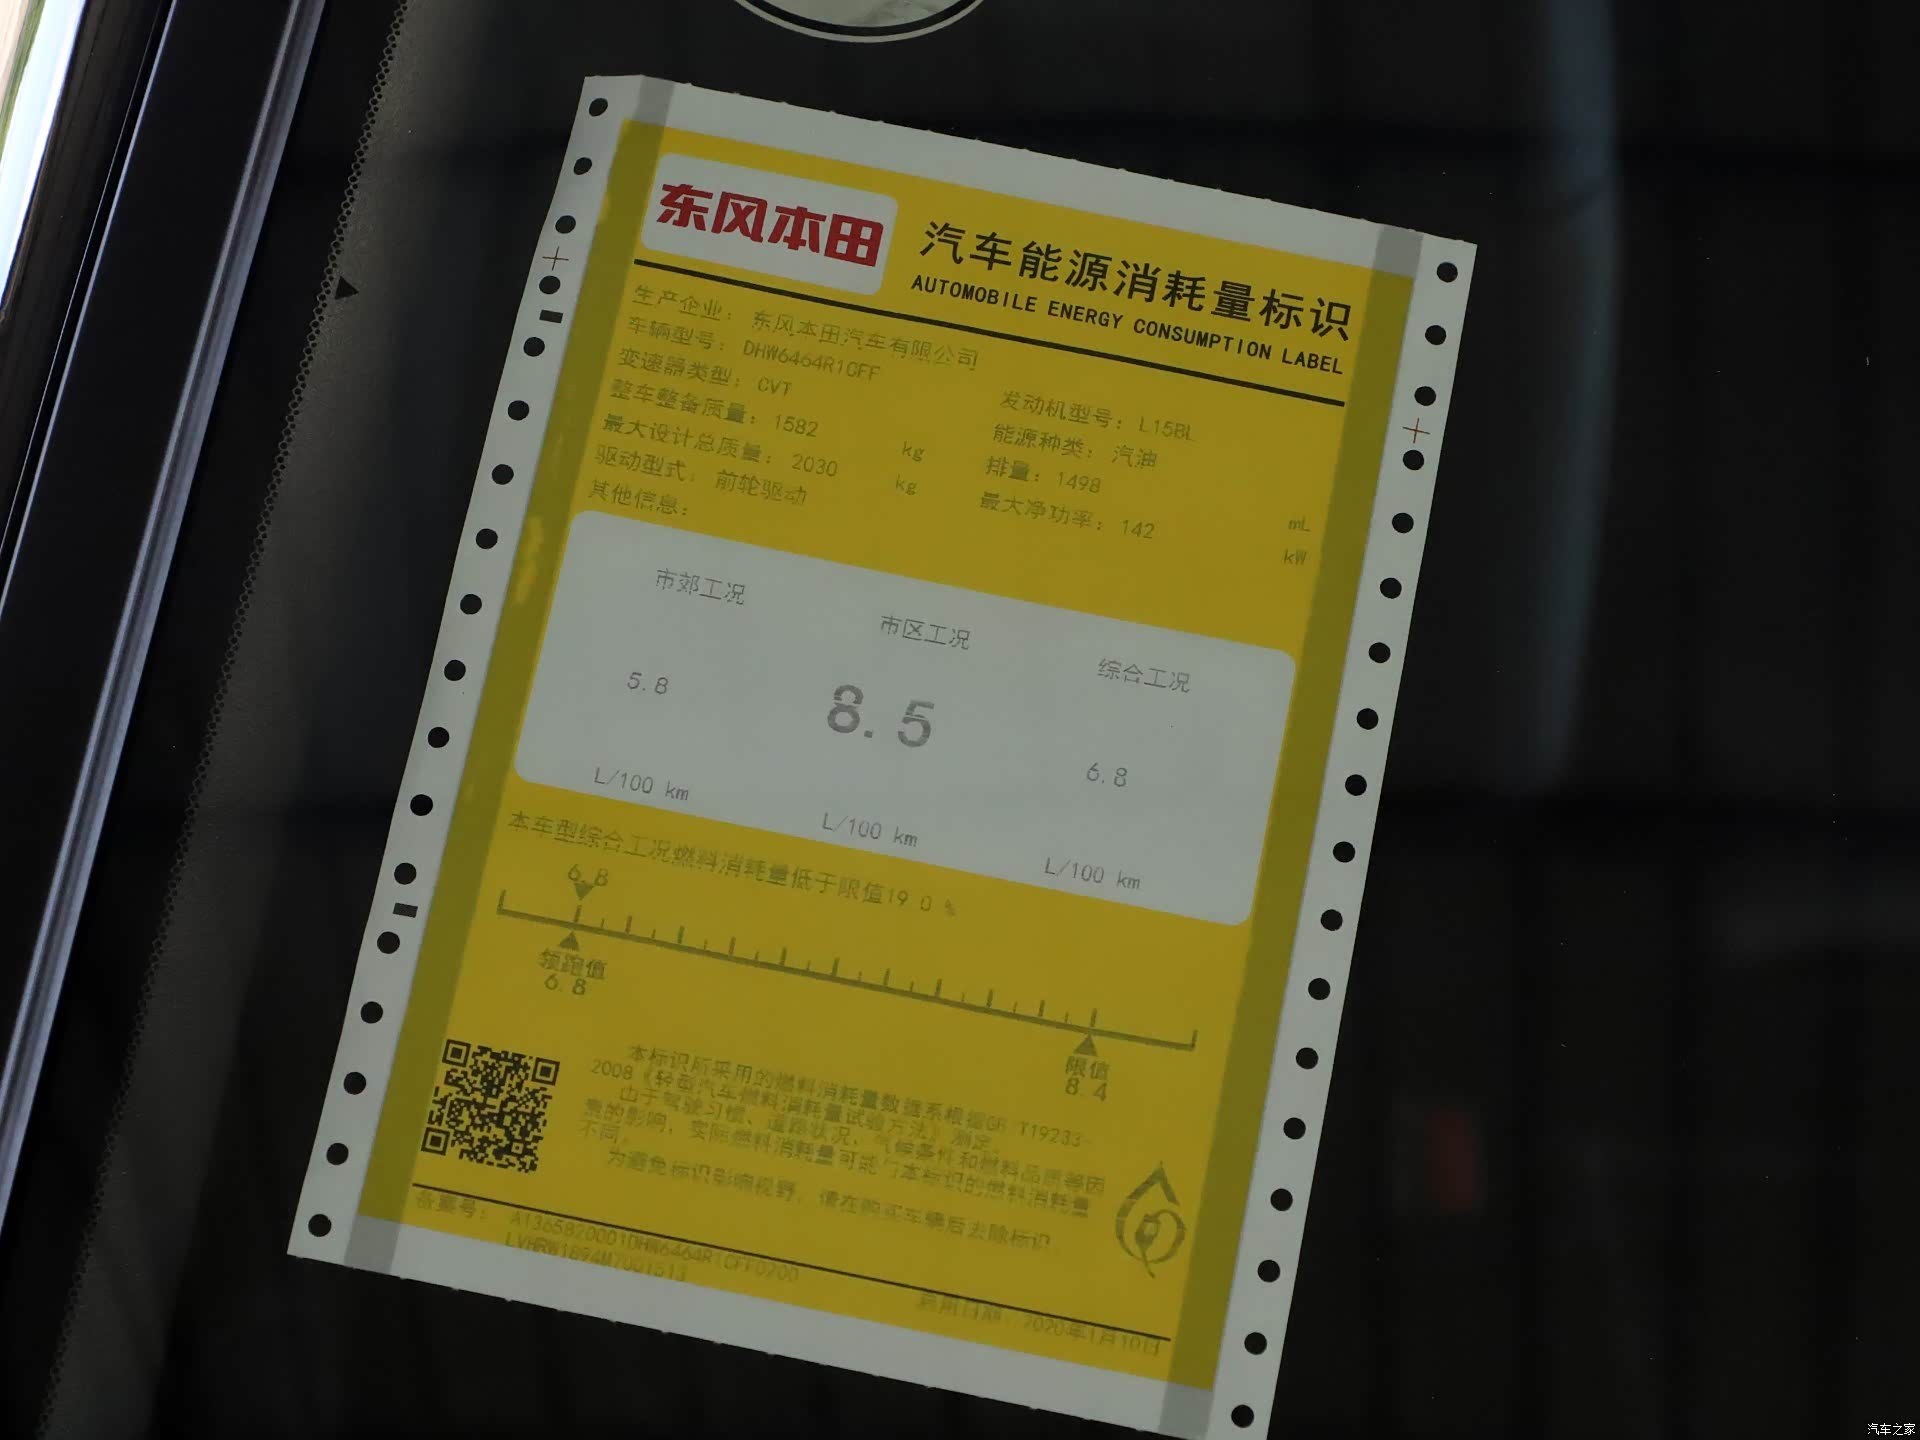 东风本田
汽车能源消耗量标识
AUTOMOBILE ENERGY CONSUMPTION LABEL
生产企业：东风本田汽车有限公司
车辆型号：DHW6464R1CFF
变速器类型：CVT
发动机型号：L15BL
整车整备质量：1582 kg
能源种类：汽油
最大设计总质量：2030 kg
排量：1498 mL
驱动型式：前轮驱动
最大净功率：142 kW
其他信息：
市郊工况
市区工况
综合工况
5.8
8.5
6.8
L/100 km
L/100 km
L/100 km
本车型综合工况燃料消耗量低于限值19 0 %
6.8
领跑值
6.8
限值
8.4
本标识所采用的燃料消耗量数据系根据GB T19233-
2008《轻型汽车燃料消耗量试验方法》测定。
由于驾驶习惯、道路状况、气候条件和燃料品质等因
素的影响，实际燃料消耗量可能 本标识的燃料消耗量
不同。
为避免标识影响视野，请在购买车辆后去除标识。
备案号：A1365820001DHW6464R1CFF0200
LVHRW1894M7001513
启用日期：2020年1月10日
汽车之家